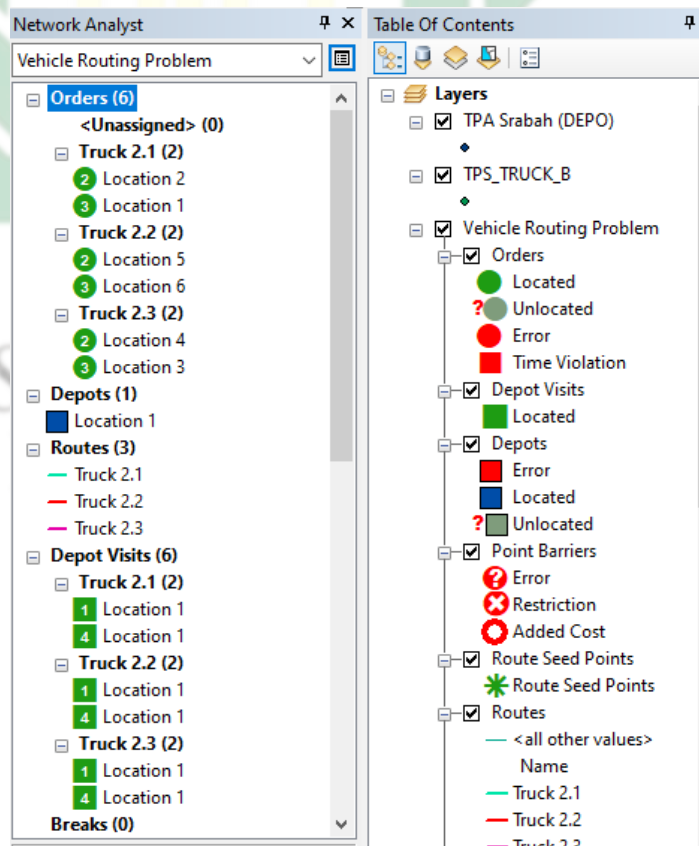 Network Analyst
Vehicle Routing Problem
Orders (6)
<Unassigned> (0)
Truck 2.1 (2)
2 Location 2
3 Location 1
Truck 2.2 (2)
2 Location 5
3 Location 6
Truck 2.3 (2)
2 Location 4
3 Location 3
Depots (1)
Location 1
Routes (3)
Truck 2.1
Truck 2.2
Truck 2.3
Depot Visits (6)
Truck 2.1 (2)
1 Location 1
4 Location 1
Truck 2.2 (2)
1 Location 1
4 Location 1
Truck 2.3 (2)
1 Location 1
4 Location 1
Breaks (0)
Table Of Contents
Layers
TPA Srabah (DEPO)
TPS_TRUCK_B
Vehicle Routing Problem
Orders
Located
? Unlocated
Error
Time Violation
Depot Visits
Located
Depots
Error
Located
? Unlocated
Point Barriers
? Error
Restriction
Added Cost
Route Seed Points
Route Seed Points
Routes
<all other values>
Name
Truck 2.1
Truck 2.2
Truck 2.3